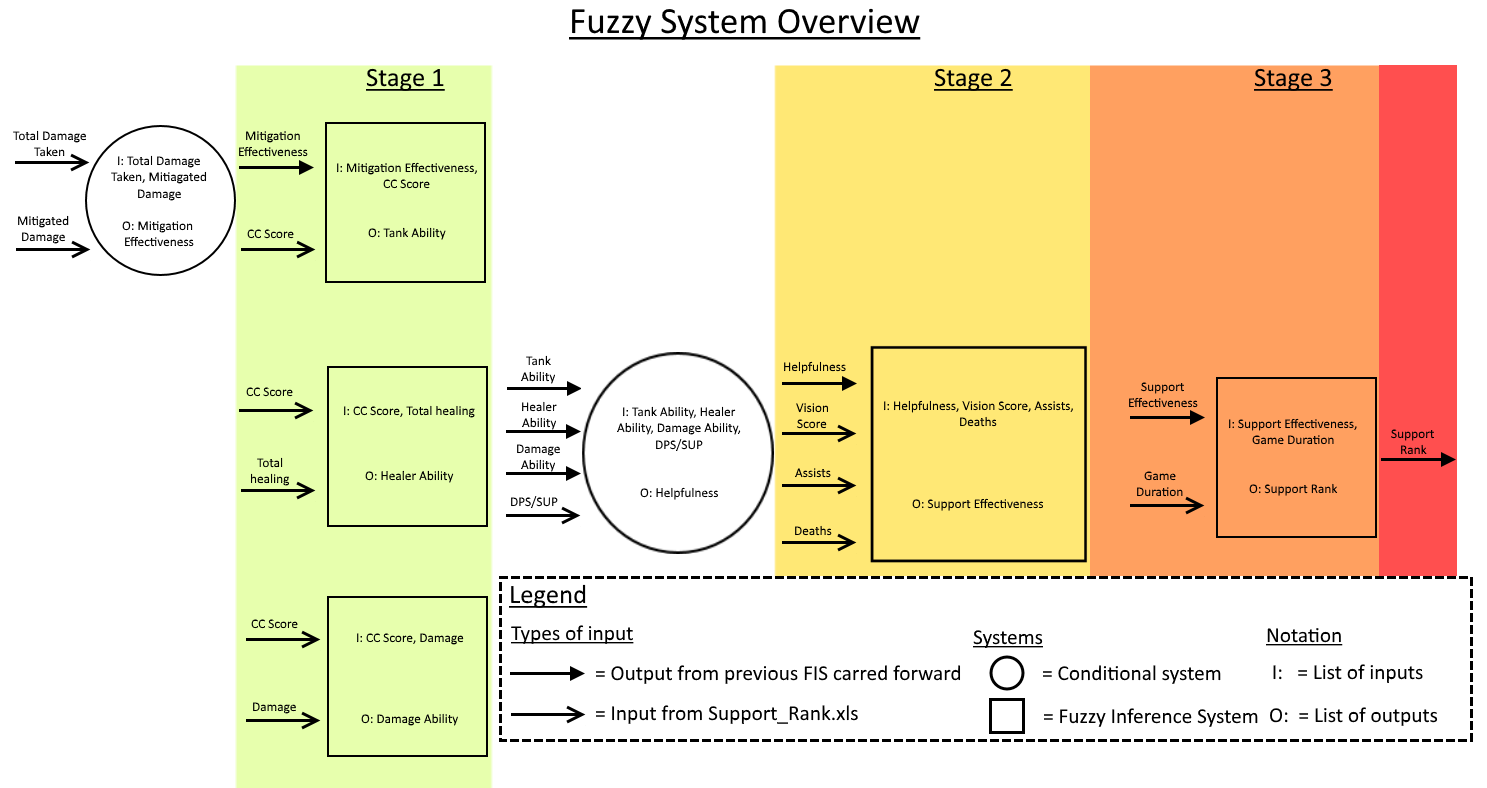 Fuzzy System Overview
Stage 1
Stage 2
Stage 3
Total Damage
Taken
Mitigated
Damage
I: Total Damage
Taken, Mitiagated
Damage
O: Mitigation
Effectiveness
Mitigation
Effectiveness
CC Score
I: Mitigation Effectiveness,
CC Score
O: Tank Ability
CC Score
Total
healing
I: CC Score, Total healing
O: Healer Ability
CC Score
Damage
I: CC Score, Damage
O: Damage Ability
Tank
Ability
Healer
Ability
Damage
Ability
DPS/SUP
I: Tank Ability, Healer
Ability, Damage Ability,
DPS/SUP
O: Helpfulness
Helpfulness
Vision
Score
Assists
Deaths
I: Helpfulness, Vision Score, Assists,
Deaths
O: Support Effectiveness
Support
Effectiveness
Game
Duration
I: Support Effectiveness,
Game Duration
O: Support Rank
Support
Rank
Legend
Types of input
= Output from previous FIS carred forward
= Input from Support_Rank.xls
Systems
= Conditional system
= Fuzzy Inference System
Notation
I: = List of inputs
O: = List of outputs